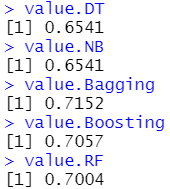 > value.DT
[1] 0.6541
> value.NB
[1] 0.6541
> value.Bagging
[1] 0.7152
> value.Boosting
[1] 0.7057
> value.RF
[1] 0.7004